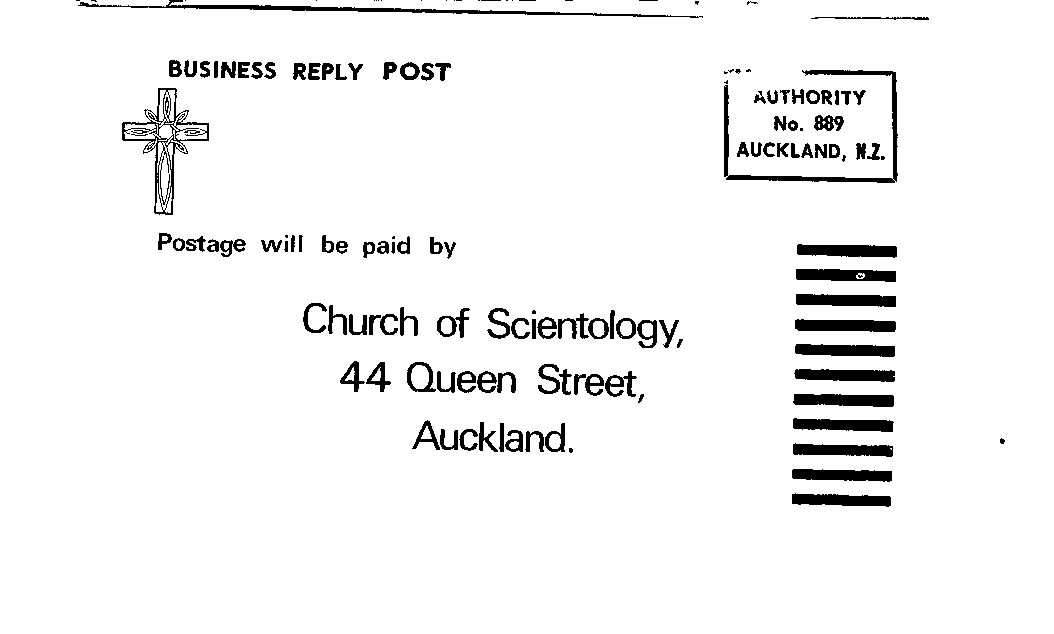 BUSINESS REPLY POST
AUTHORITY
No. 889
AUCKLAND, N.Z.
Postage will be paid by
Church of Scientology,
44 Queen Street,
Auckland.